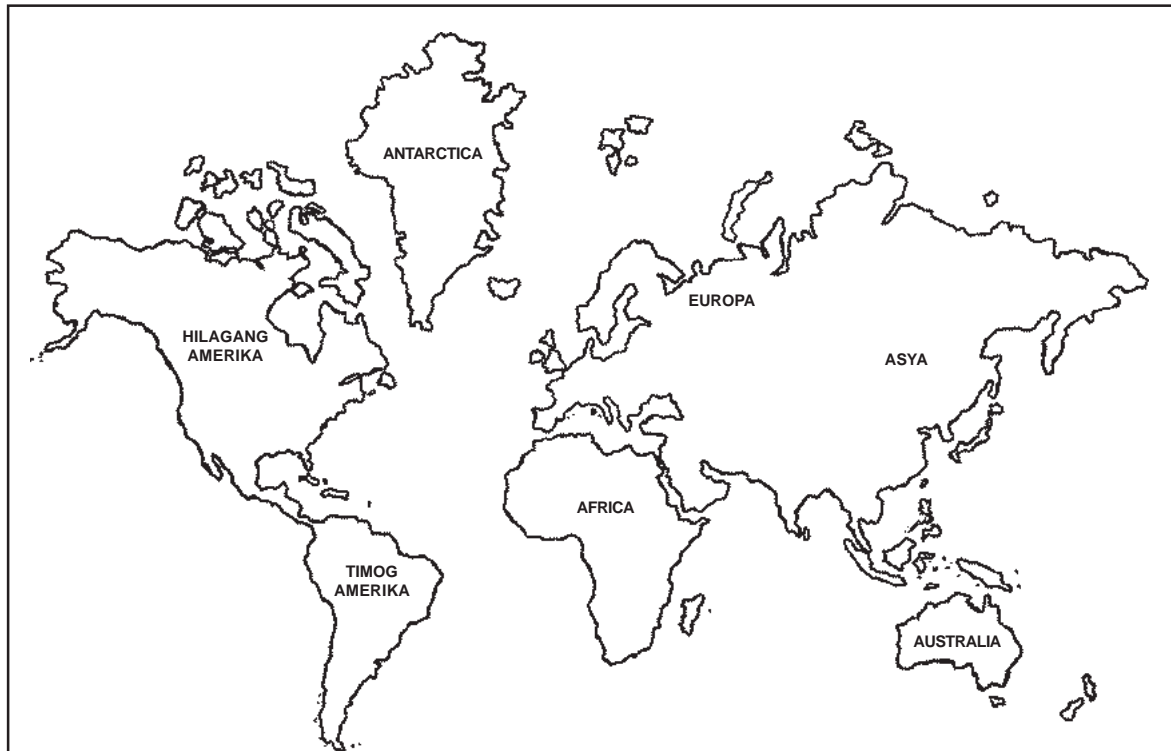 ANTARCTICA
EUROPA
HILAGANG
AMERIKA
ASYA
AFRICA
TIMOG
AMERIKA
AUSTRALIA